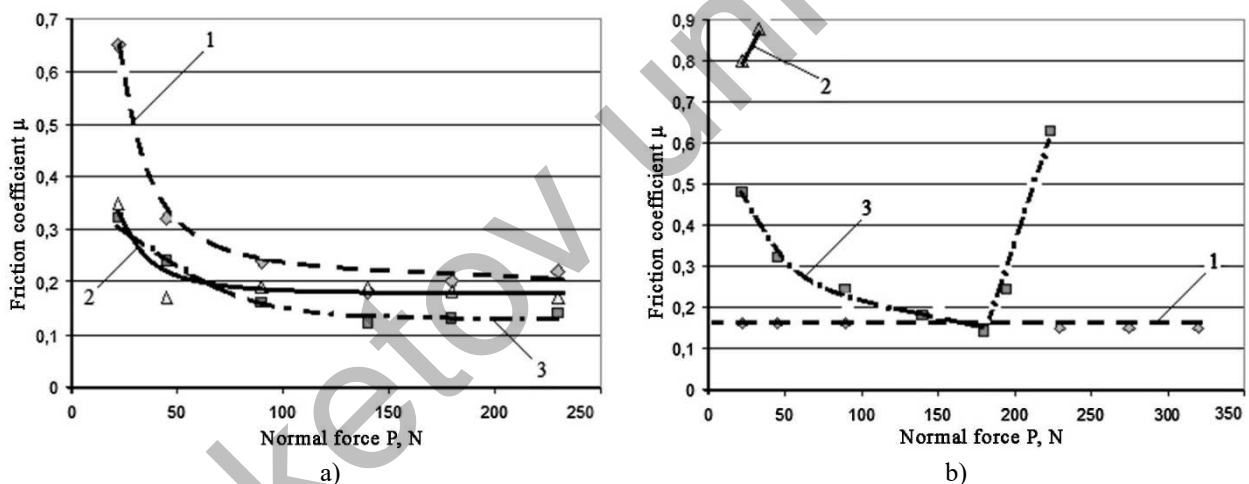 0,7
0,6
0,5
0,4
0,3
0,2
0,1
0
0 50 100 150 200 250
Friction coefficient μ
Normal force P, N
1
2
3
a)
0,9
0,8
0,7
0,6
0,5
0,4
0,3
0,2
0,1
0
0 50 100 150 200 250 300 350
Friction coefficient μ
Normal force P, N
2
3
1
b)
ketov uni